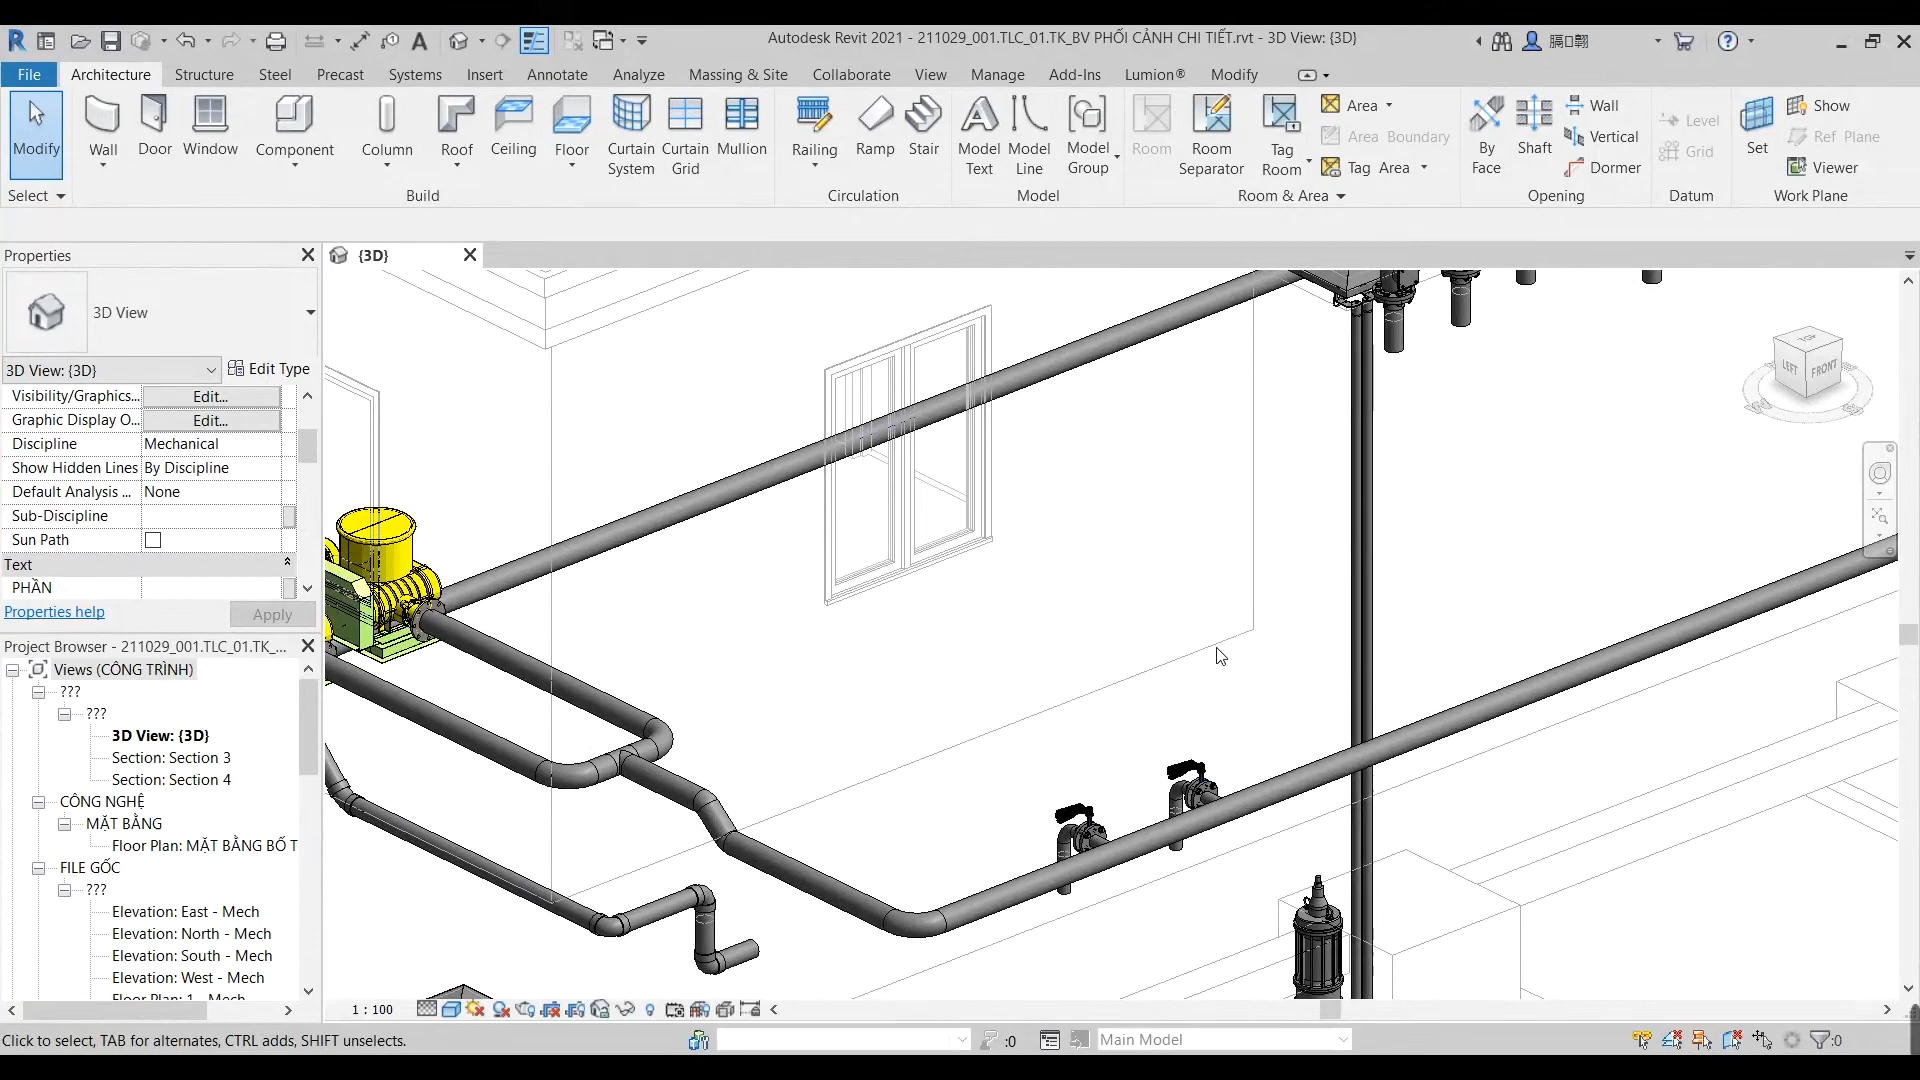 Autodesk Revit 2021 - 211029_001.TLC_01.TK_BV PHỐI CẢNH CHI TIẾT.rvt - 3D View: {3D}
File Architecture Structure Steel Precast Systems Insert Annotate Analyze Massing & Site Collaborate View Manage Add-Ins Lumion® Modify
Modify
Wall
Door
Window
Component
Column
Roof
Ceiling
Floor
Curtain System
Curtain Grid
Mullion
Railing
Ramp
Stair
Model Text
Model Line
Model Group
Room
Room Separator
Tag Room
Area
Area Boundary
Tag Area
By Face
Shaft
Wall
Vertical
Dormer
Level
Grid
Set
Show
Ref Plane
Viewer
Select Build Circulation Model Room & Area Opening Datum Work Plane
Properties
{3D}
3D View
3D View: {3D} Edit Type
Visibility/Graphics... Edit...
Graphic Display O... Edit...
Discipline Mechanical
Show Hidden Lines By Discipline
Default Analysis ... None
Sub-Discipline
Sun Path
Text
PHẦN
Properties help Apply
Project Browser - 211029_001.TLC_01.TK_...
Views (CÔNG TRÌNH)
???
???
3D View: {3D}
Section: Section 3
Section: Section 4
CÔNG NGHỆ
MẶT BẰNG
Floor Plan: MẶT BẰNG BỐ T
FILE GỐC
???
Elevation: East - Mech
Elevation: North - Mech
Elevation: South - Mech
Elevation: West - Mech
Floor Plan: 1 - Mech
TOP
LEFT
FRONT
1 : 100
Click to select, TAB for alternates, CTRL adds, SHIFT unselects.
:0
Main Model
:0